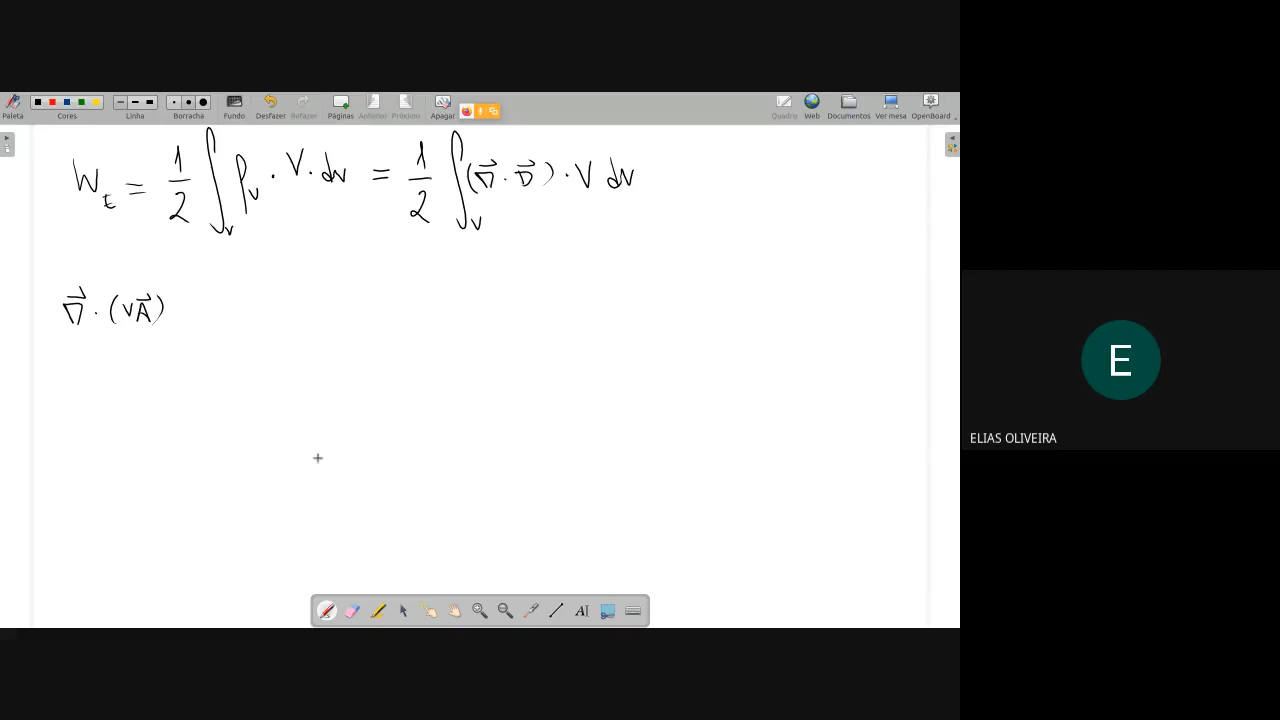 Paleta Cores Linha Borracha Fundo Desfazer Refazer Páginas Anterior Próximo Apagar Quadro Web Documentos Ver mesa OpenBoard
W_E = 1/2 ∫_v ρ_v · V · dv = 1/2 ∫_v (∇⃗ · D⃗) · V dv
∇⃗ · (VA⃗)
E
ELIAS OLIVEIRA
AI